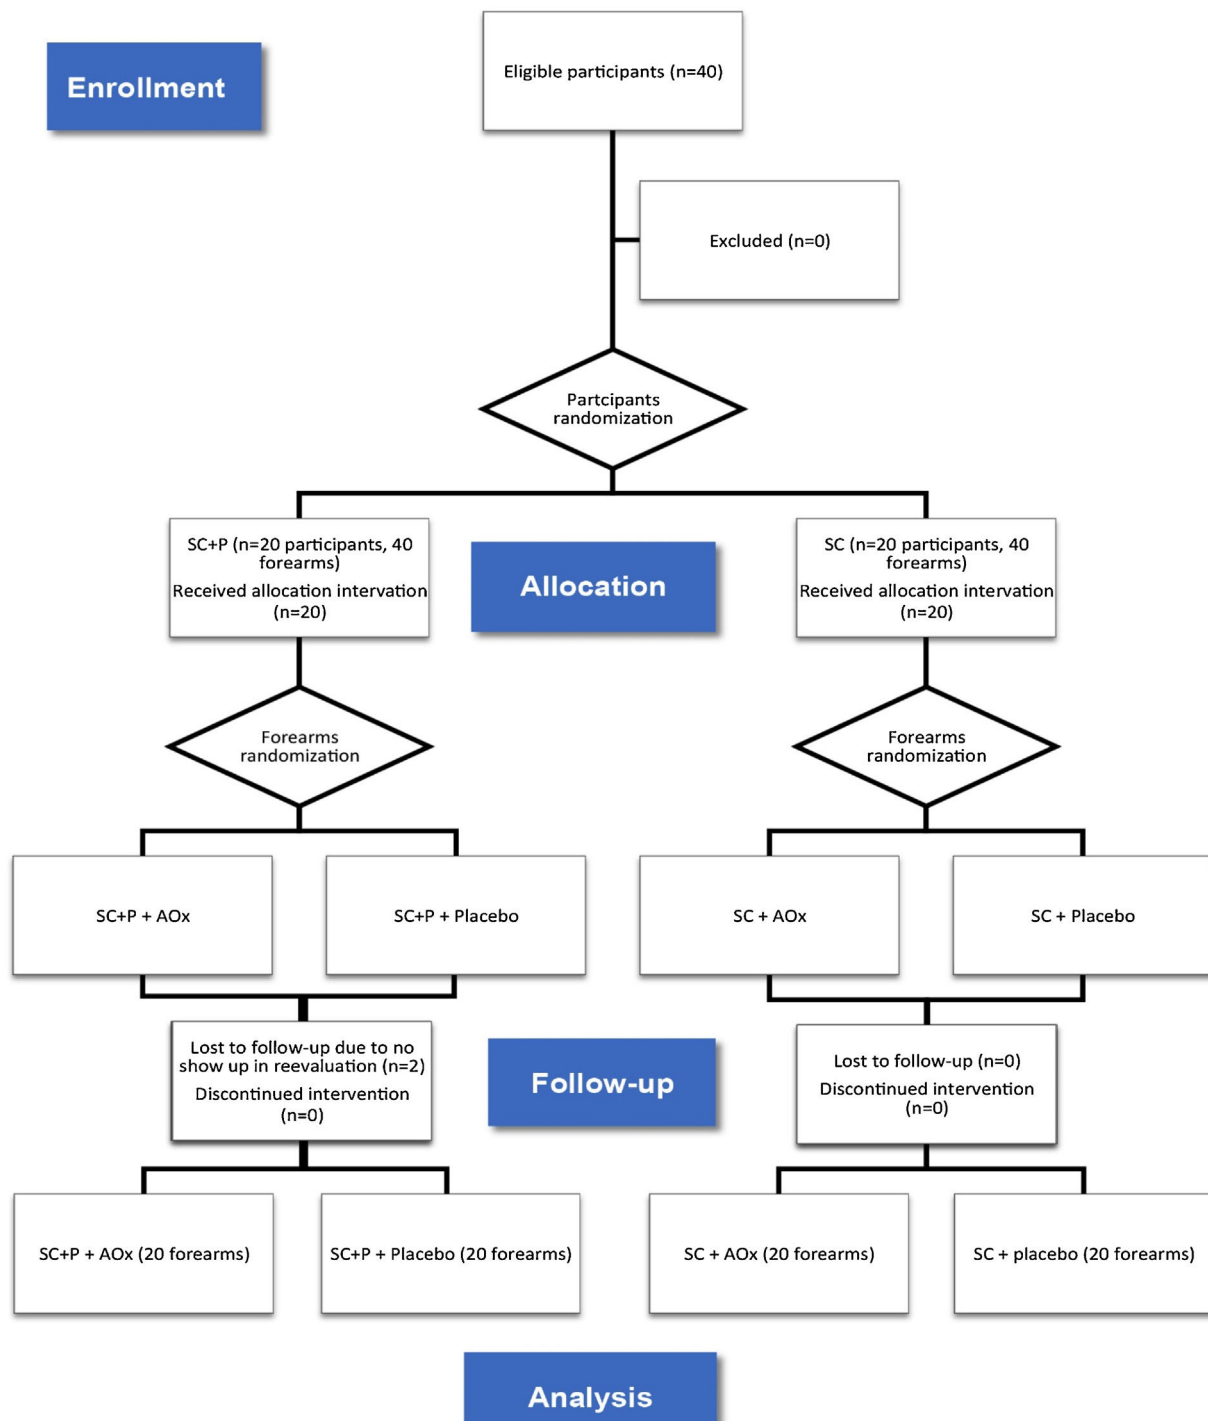 Enrollment
Eligible participants (n=40)
Excluded (n=0)
Partcipants
randomization
SC+P (n=20 participants, 40
forearms)
Received allocation intervation
(n=20)
Allocation
SC (n=20 participants, 40
forearms)
Received allocation intervation
(n=20)
Forearms
randomization
Forearms
randomization
SC+P + AOx
SC+P + Placebo
SC + AOx
SC + Placebo
Lost to follow-up due to no
show up in reevaluation (n=2)
Discontinued intervention
(n=0)
Follow-up
Lost to follow-up (n=0)
Discontinued intervention
(n=0)
SC+P + AOx (20 forearms)
SC+P + Placebo (20 forearms)
SC + AOx (20 forearms)
SC + placebo (20 forearms)
Analysis